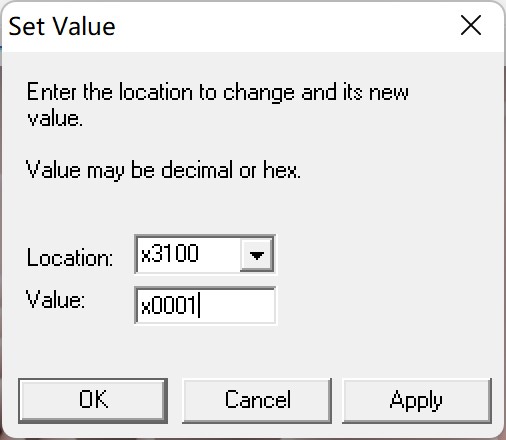 Set Value
Enter the location to change and its new
value.
Value may be decimal or hex.
Location: x3100
Value: x0001
OK Cancel Apply